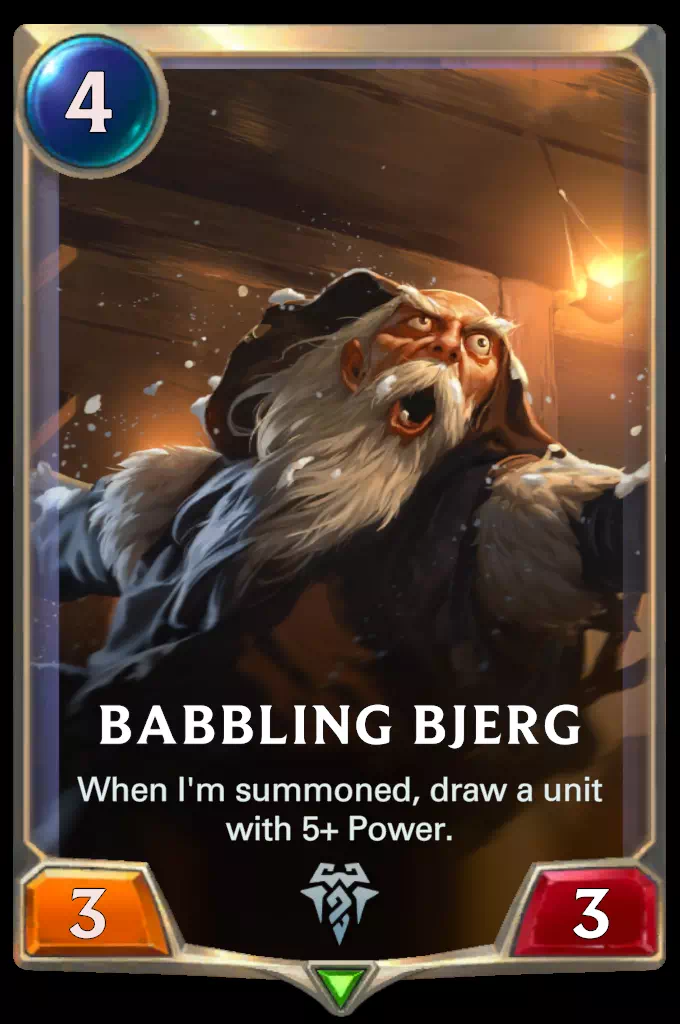 4
BABBLING BJERG
When I'm summoned, draw a unit
with 5+ Power.
3
3